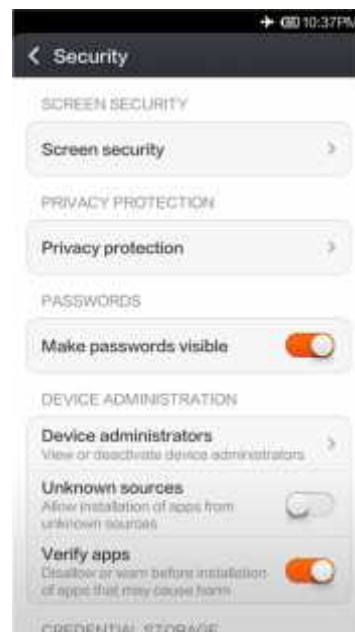 10:37PM
Security
SCREEN SECURITY
Screen security
PRIVACY PROTECTION
Privacy protection
PASSWORDS
Make passwords visible
DEVICE ADMINISTRATION
Device administrators
View or deactivate device administrators
Unknown sources
Allow installation of apps from
unknown sources
Verify apps
Disallow or warn before installation
of apps that may cause harm
CREDENTIAL STORAGE